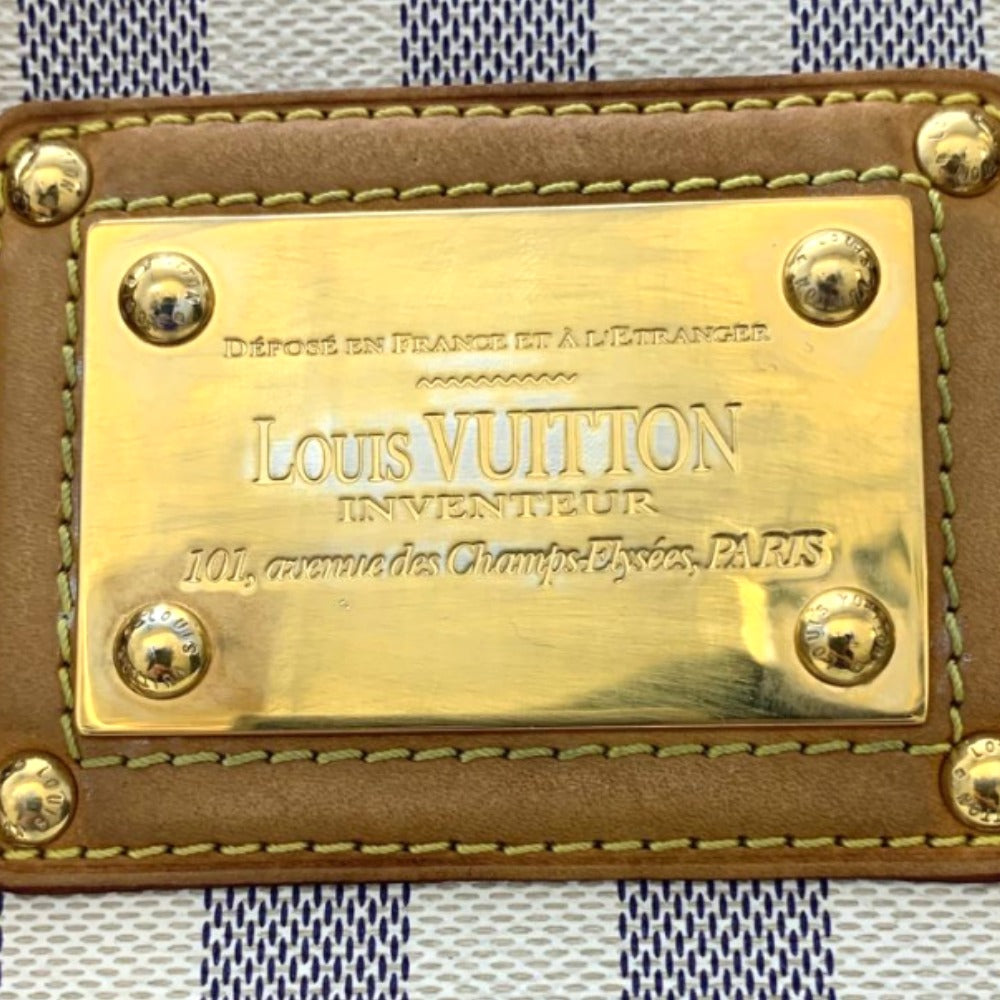 DÉPOSÉ EN FRANCE ET À L'ETRANGER
LOUIS VUITTON
INVENTEUR
101, avenue des Champs-Elysées, PARIS